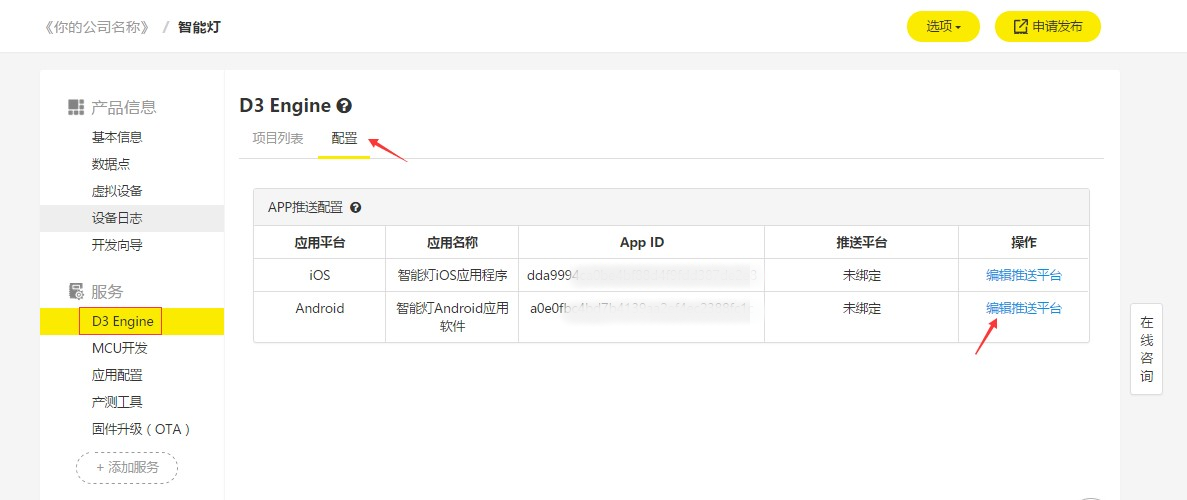 《你的公司名称》 / 智能灯
选项
申请发布
产品信息
基本信息
数据点
虚拟设备
设备日志
开发向导
服务
D3 Engine
MCU开发
应用配置
产测工具
固件升级（OTA）
+ 添加服务
D3 Engine
项目列表 配置
APP推送配置
应用平台 应用名称 App ID 推送平台 操作
iOS 智能灯iOS应用程序 dda9994 未绑定 编辑推送平台
Android 智能灯Android应用 a0e0fb 未绑定 编辑推送平台
软件
在
线
咨
询